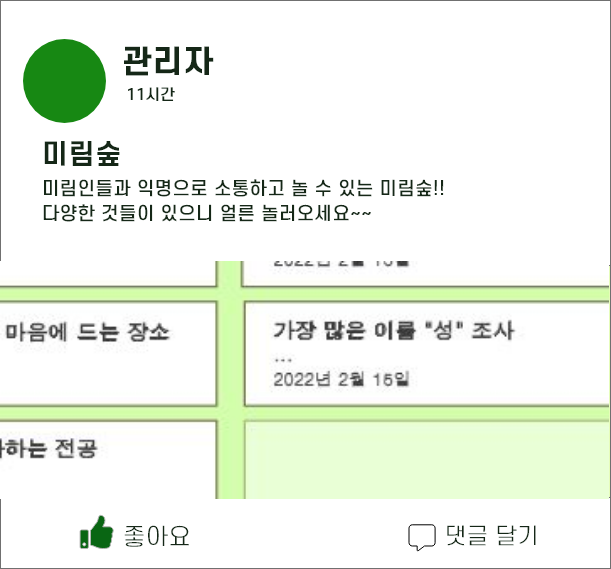 관리자
11시간
미림숲
미림인들과 익명으로 소통하고 놀 수 있는 미림숲!!
다양한 것들이 있으니 얼른 놀러오세요~~
마음에 드는 장소
가장 많은 이름 "성" 조사
...
2022년 2월 15일
하는 전공
좋아요
댓글 달기